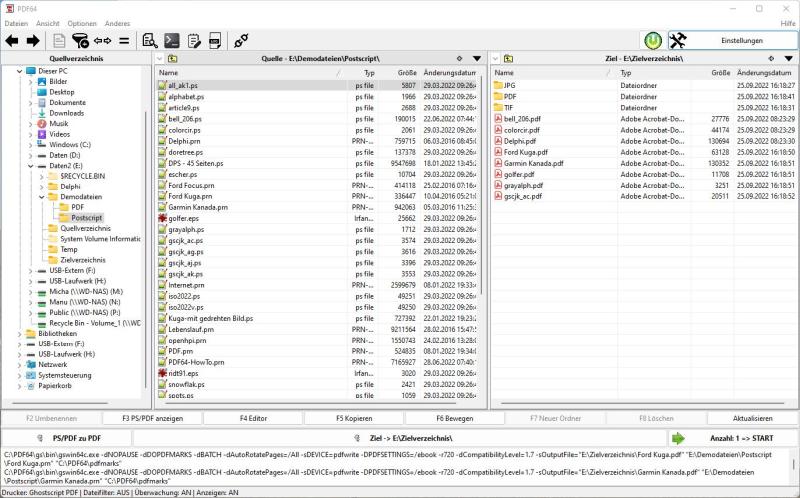 PDF64
Dateien Ansicht Optionen Anderes Hilfe
Einstellungen
Quellverzeichnis
Dieser PC
Bilder
Desktop
Dokumente
Downloads
Musik
Videos
Windows (C:)
Daten (D:)
Daten2 (E:)
$RECYCLE.BIN
Delphi
Demodateien
PDF
Postscript
Quellverzeichnis
System Volume Informatio
Temp
Zielverzeichnis
USB-Extern (F:)
USB-Laufwerk (H:)
Micha (\\WD-NAS) (M:)
Manu (\\WD-NAS) (N:)
Public (\\WD-NAS) (P:)
Recycle Bin - Volume_1 (\\WD-NAS
Bibliotheken
USB-Extern (F:)
USB-Laufwerk (H:)
Netzwerk
Systemsteuerung
Papierkorb
Quelle - E:\Demodateien\Postscript\
Name Typ Größe Änderungsdatum
all_ak1.ps ps file 5807 29.03.2022 09:26:4
alphabet.ps ps file 1966 29.03.2022 09:26:4
article9.ps ps file 2688 29.03.2022 09:26:4
bell_206.ps ps file 190015 22.06.2022 07:44:
colorcir.ps ps file 2061 29.03.2022 09:26:4
Delphi.prn PRN-... 179056 06.03.2016 08:45:
doretree.ps ps file 137378 29.03.2022 09:26:4
DPS - 45 Seiten.ps ps file 9547698 18.01.2022 13:45:
escher.ps ps file 10704 29.03.2022 09:26:4
Ford Focus.prn PRN-... 414118 25.02.2016 07:16:
Ford Kuga.prn PRN-... 336447 10.04.2016 05:21:
Garmin Kanada.prn PRN-... 942063 05.03.2016 11:25:
golfer.eps Irfan... 25662 29.03.2022 09:26:4
grayalph.ps ps file 1712 29.03.2022 09:26:4
gscjk_ac.ps ps file 3574 29.03.2022 09:26:4
gscjk_ag.ps ps file 3616 29.03.2022 09:26:4
gscjk_aj.ps ps file 3396 29.03.2022 09:26:4
gscjk_ak.ps ps file 3553 29.03.2022 09:26:4
Internet.prn PRN-... 2599679 08.01.2022 19:33:
iso2022.ps ps file 49251 29.03.2022 09:26:4
iso2022v.ps ps file 49250 29.03.2022 09:26:4
Kuga-mit gedrehten Bild.ps ps file 727392 22.01.2022 19:23:
Lebenslauf.prn PRN-... 9211564 28.02.2016 15:47:
openhpi.prn PRN-... 1550743 24.02.2016 13:28:
PDF.prn PRN-... 524835 08.01.2022 19:34:
PDF64-HowTo.prn PRN-... 7165927 28.06.2022 07:40:
ridt91.eps Irfan... 3020 29.03.2022 09:26:4
snowflak.ps ps file 2421 29.03.2022 09:26:4
spots.ps ps file 1059 29.03.2022 09:26:4
Ziel - E:\Zielverzeichnis\
Name Typ Größe Änderungsdatum
JPG Dateiordner 25.09.2022 16:18:27
PDF Dateiordner 25.09.2022 16:18:41
TIF Dateiordner 25.09.2022 16:18:31
bell_206.pdf Adobe Acrobat-Do... 27776 25.09.2022 08:23:29
colorcir.pdf Adobe Acrobat-Do... 44174 25.09.2022 08:23:29
Delphi.pdf Adobe Acrobat-Do... 130694 25.09.2022 08:23:30
Ford Kuga.pdf Adobe Acrobat-Do... 63128 25.09.2022 16:18:50
Garmin Kanada.pdf Adobe Acrobat-Do... 130352 25.09.2022 16:18:51
golfer.pdf Adobe Acrobat-Do... 11708 25.09.2022 16:18:51
grayalph.pdf Adobe Acrobat-Do... 3251 25.09.2022 16:18:51
gscjk_ac.pdf Adobe Acrobat-Do... 20511 25.09.2022 16:18:52
F2 Umbenennen F3 PS/PDF anzeigen F4 Editor F5 Kopieren F6 Bewegen F7 Neuer Ordner F8 Löschen Aktualisieren
PS/PDF zu PDF Ziel -> E:\Zielverzeichnis\ Anzahl: 1 => START
C:\PDF64\gs\bin\gswin64c.exe -dNOPAUSE -dDOPDFMARKS -dBATCH -dAutoRotatePages=/All -sDEVICE=pdfwrite -DPDFSETTINGS=/ebook -r720 -dCompatibilityLevel=1.7 -sOutputFile="E:\Zielverzeichnis\Ford Kuga.pdf" "E:\Demodateien\Postscript
\Ford Kuga.prn" "C:\PDF64\pdfmarks"
C:\PDF64\gs\bin\gswin64c.exe -dNOPAUSE -dDOPDFMARKS -dBATCH -dAutoRotatePages=/All -sDEVICE=pdfwrite -DPDFSETTINGS=/ebook -r720 -dCompatibilityLevel=1.7 -sOutputFile="E:\Zielverzeichnis\Garmin Kanada.pdf" "E:\Demodateien
\Postscript\Garmin Kanada.prn" "C:\PDF64\pdfmarks"
Drucker: Ghostscript PDF | Dateifilter: AUS | Überwachung: AN | Anzeigen: AN